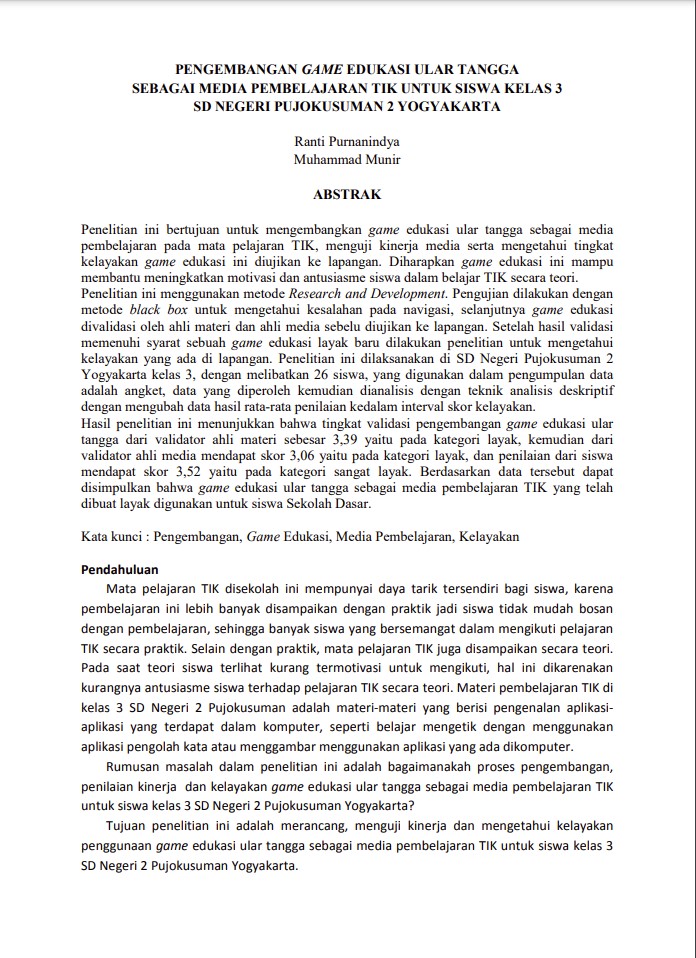 PENGEMBANGAN GAME EDUKASI ULAR TANGGA
SEBAGAI MEDIA PEMBELAJARAN TIK UNTUK SISWA KELAS 3
SD NEGERI PUJOKUSUMAN 2 YOGYAKARTA
Ranti Purnanindya
Muhammad Munir
ABSTRAK
Penelitian ini bertujuan untuk mengembangkan game edukasi ular tangga sebagai media
pembelajaran pada mata pelajaran TIK, menguji kinerja media serta mengetahui tingkat
kelayakan game edukasi ini diujikan ke lapangan. Diharapkan game edukasi ini mampu
membantu meningkatkan motivasi dan antusiasme siswa dalam belajar TIK secara teori.
Penelitian ini menggunakan metode Research and Development. Pengujian dilakukan dengan
metode black box untuk mengetahui kesalahan pada navigasi, selanjutnya game edukasi
divalidasi oleh ahli materi dan ahli media sebelu diujikan ke lapangan. Setelah hasil validasi
memenuhi syarat sebuah game edukasi layak baru dilakukan penelitian untuk mengetahui
kelayakan yang ada di lapangan. Penelitian ini dilaksanakan di SD Negeri Pujokusuman 2
Yogyakarta kelas 3, dengan melibatkan 26 siswa, yang digunakan dalam pengumpulan data
adalah angket, data yang diperoleh kemudian dianalisis dengan teknik analisis deskriptif
dengan mengubah data hasil rata-rata penilaian kedalam interval skor kelayakan.
Hasil penelitian ini menunjukkan bahwa tingkat validasi pengembangan game edukasi ular
tangga dari validator ahli materi sebesar 3,39 yaitu pada kategori layak, kemudian dari
validator ahli media mendapat skor 3,06 yaitu pada kategori layak, dan penilaian dari siswa
mendapat skor 3,52 yaitu pada kategori sangat layak. Berdasarkan data tersebut dapat
disimpulkan bahwa game edukasi ular tangga sebagai media pembelajaran TIK yang telah
dibuat layak digunakan untuk siswa Sekolah Dasar.
Kata kunci : Pengembangan, Game Edukasi, Media Pembelajaran, Kelayakan
Pendahuluan
Mata pelajaran TIK disekolah ini mempunyai daya tarik tersendiri bagi siswa, karena
pembelajaran ini lebih banyak disampaikan dengan praktik jadi siswa tidak mudah bosan
dengan pembelajaran, sehingga banyak siswa yang bersemangat dalam mengikuti pelajaran
TIK secara praktik. Selain dengan praktik, mata pelajaran TIK juga disampaikan secara teori.
Pada saat teori siswa terlihat kurang termotivasi untuk mengikuti, hal ini dikarenakan
kurangnya antusiasme siswa terhadap pelajaran TIK secara teori. Materi pembelajaran TIK di
kelas 3 SD Negeri 2 Pujokusuman adalah materi-materi yang berisi pengenalan aplikasi-
aplikasi yang terdapat dalam komputer, seperti belajar mengetik dengan menggunakan
aplikasi pengolah kata atau menggambar menggunakan aplikasi yang ada dikomputer.
Rumusan masalah dalam penelitian ini adalah bagaimanakah proses pengembangan,
penilaian kinerja dan kelayakan game edukasi ular tangga sebagai media pembelajaran TIK
untuk siswa kelas 3 SD Negeri 2 Pujokusuman Yogyakarta?
Tujuan penelitian ini adalah merancang, menguji kinerja dan mengetahui kelayakan
penggunaan game edukasi ular tangga sebagai media pembelajaran TIK untuk siswa kelas 3
SD Negeri 2 Pujokusuman Yogyakarta.